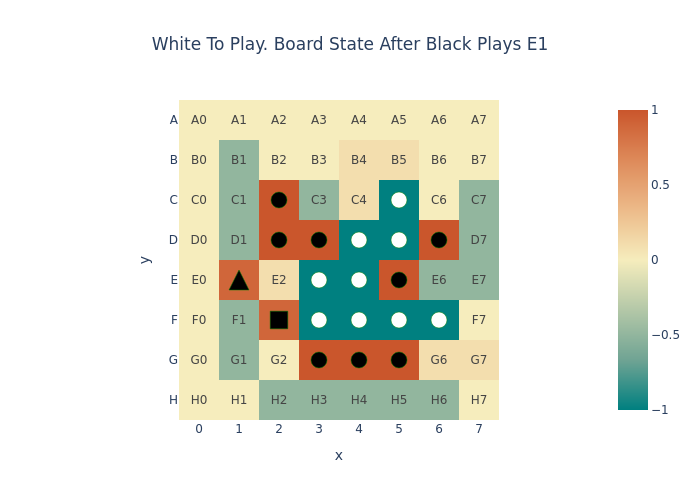 White To Play. Board State After Black Plays E1
A A0 A1 A2 A3 A4 A5 A6 A7
B B0 B1 B2 B3 B4 B5 B6 B7
C C0 C1 C3 C4 C6 C7
D D0 D1 D7
E E0 E2 E6 E7
F F0 F1 F7
G G0 G1 G2 G6 G7
H H0 H1 H2 H3 H4 H5 H6 H7
0 1 2 3 4 5 6 7
x
y
1
0.5
0
−0.5
−1